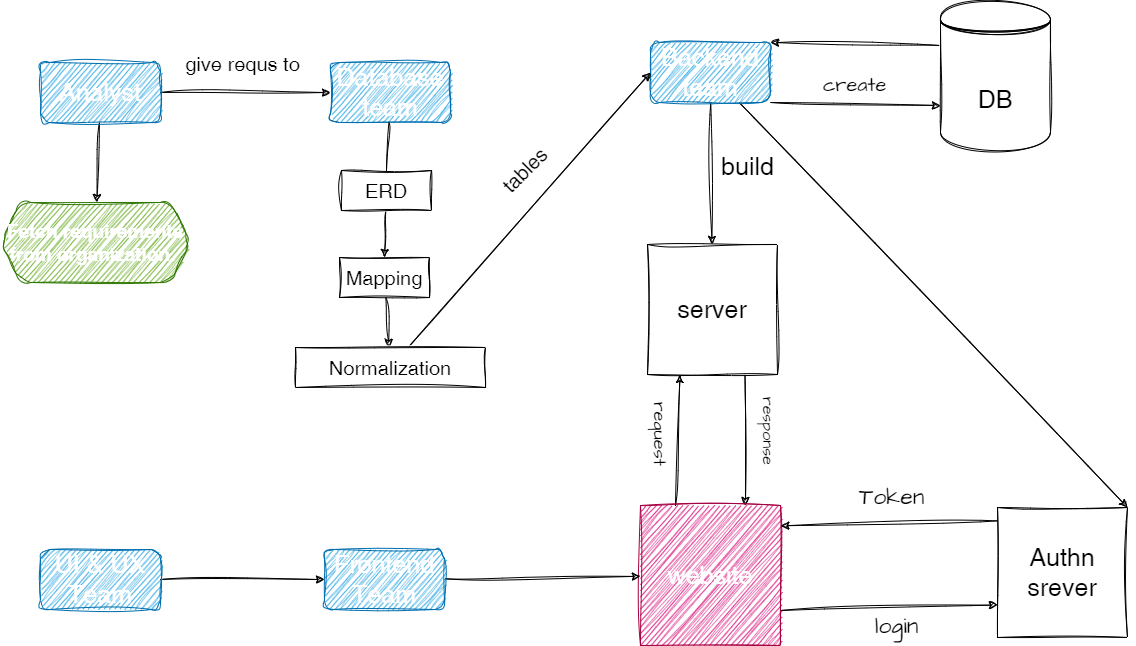 Analyst
give requs to
Database
team
Backend
team
create
DB
Fetch requirements
from organization
ERD
Mapping
Normalization
tables
build
server
request
response
UI & UX
Team
Frontend
Team
website
Token
login
Authn
srever